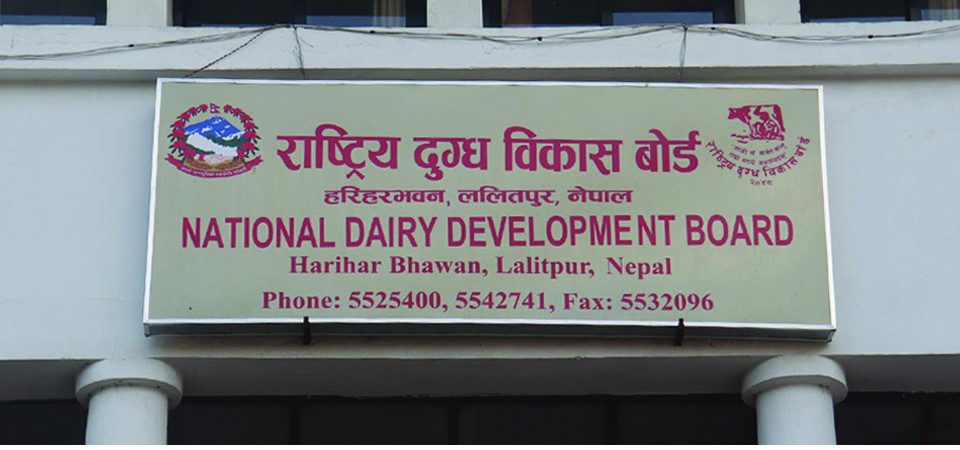 राष्ट्रिय दुग्ध विकास बोर्ड
हरिहरभवन, ललितपुर, नेपाल
NATIONAL DAIRY DEVELOPMENT BOARD
Harihar Bhawan, Lalitpur, Nepal
Phone: 5525400, 5542741, Fax: 5532096
राष्ट्रिय दुग्ध विकास बोर्ड